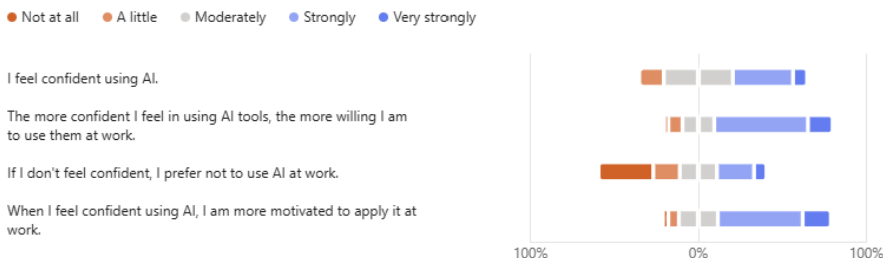 Not at all A little Moderately Strongly Very strongly
I feel confident using AI.
The more confident I feel in using AI tools, the more willing I am
to use them at work.
If I don't feel confident, I prefer not to use AI at work.
When I feel confident using AI, I am more motivated to apply it at
work.
100% 0% 100%